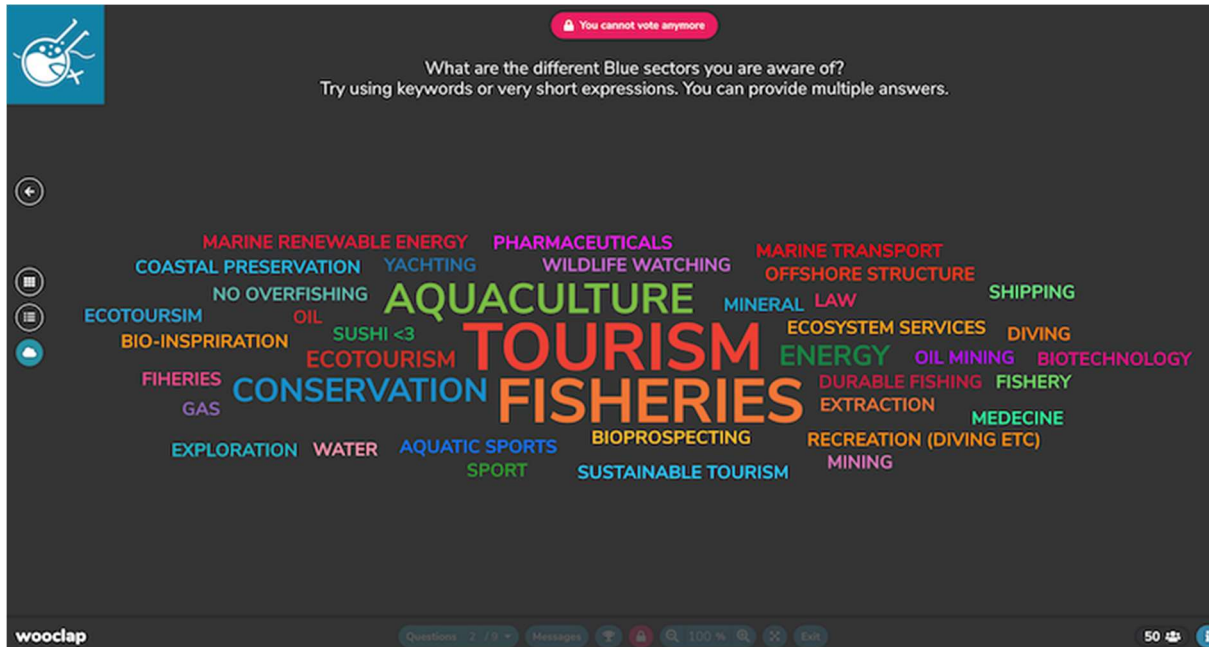 You cannot vote anymore
What are the different Blue sectors you are aware of?
Try using keywords or very short expressions. You can provide multiple answers.
MARINE RENEWABLE ENERGY PHARMACEUTICALS MARINE TRANSPORT
COASTAL PRESERVATION YACHTING WILDLIFE WATCHING OFFSHORE STRUCTURE
NO OVERFISHING AQUACULTURE MINERAL LAW SHIPPING
ECOTOURSIM OIL SUSHI <3 ECOSYSTEM SERVICES DIVING
BIO-INSPRIRATION ECOTOURISM TOURISM ENERGY OIL MINING BIOTECHNOLOGY
FIHERIES CONSERVATION FISHERIES DURABLE FISHING FISHERY
GAS EXTRACTION MEDECINE
EXPLORATION WATER AQUATIC SPORTS BIOPROSPECTING RECREATION (DIVING ETC)
SPORT SUSTAINABLE TOURISM MINING
wooclap Questions 2 / 9 Messages 100 % Exit 50